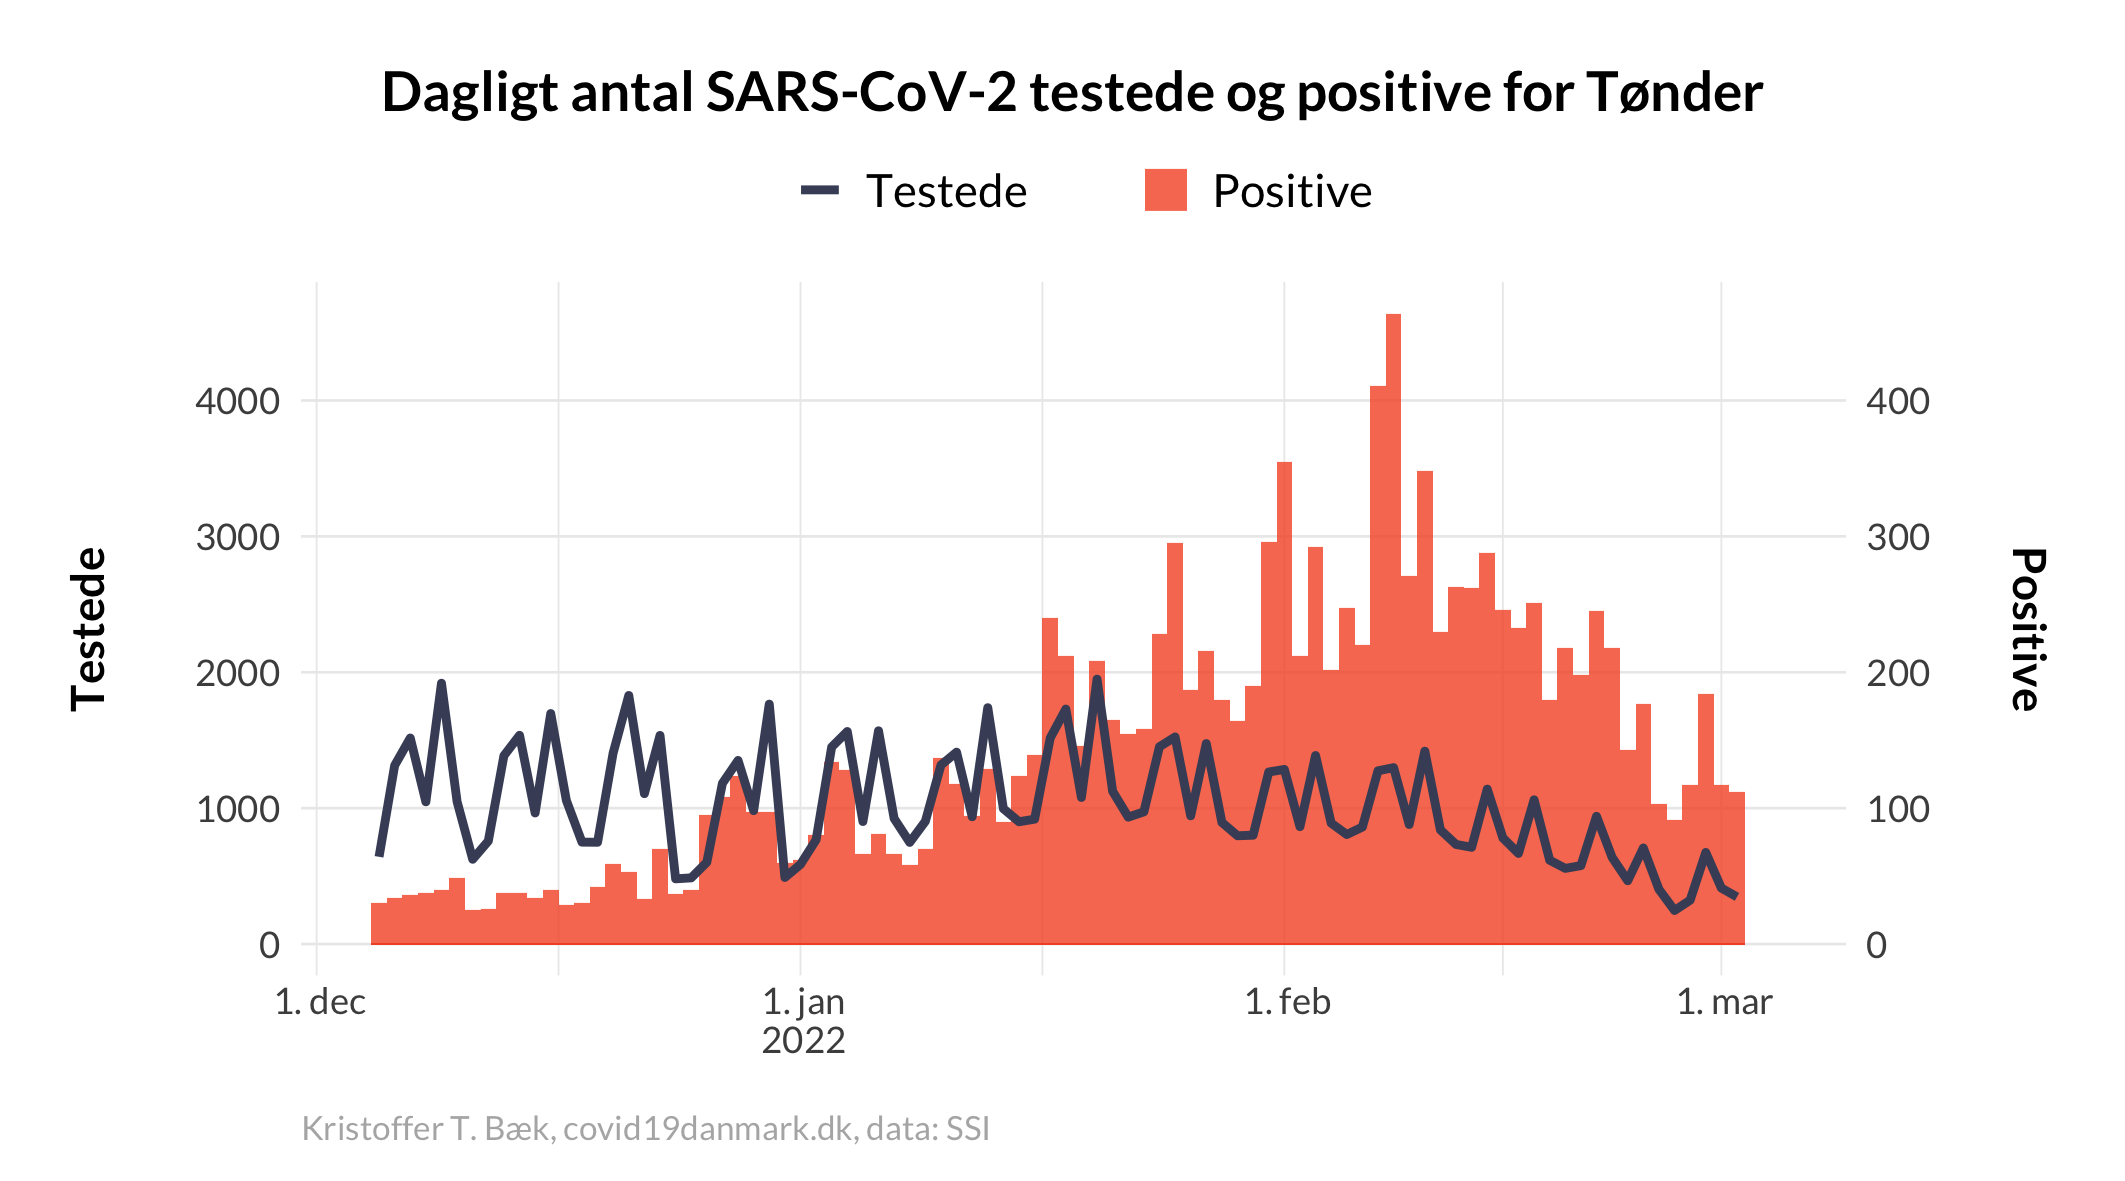 Dagligt antal SARS-CoV-2 testede og positive for Tønder
Testede
Positive
Testede
4000
3000
2000
1000
0
400
300
200
100
0
Positive
1. dec
1. jan
2022
1. feb
1. mar
Kristoffer T. Bæk, covid19danmark.dk, data: SSI